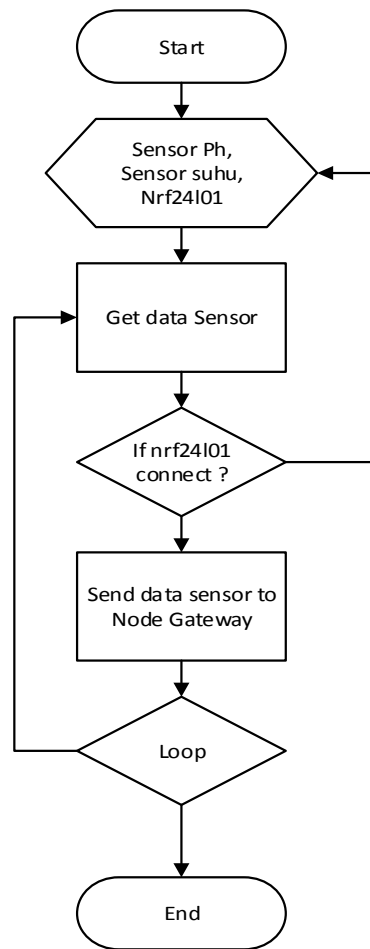 Start
Sensor Ph,
Sensor suhu,
Nrf24l01
Get data Sensor
If nrf24l01
connect ?
Send data sensor to
Node Gateway
Loop
End